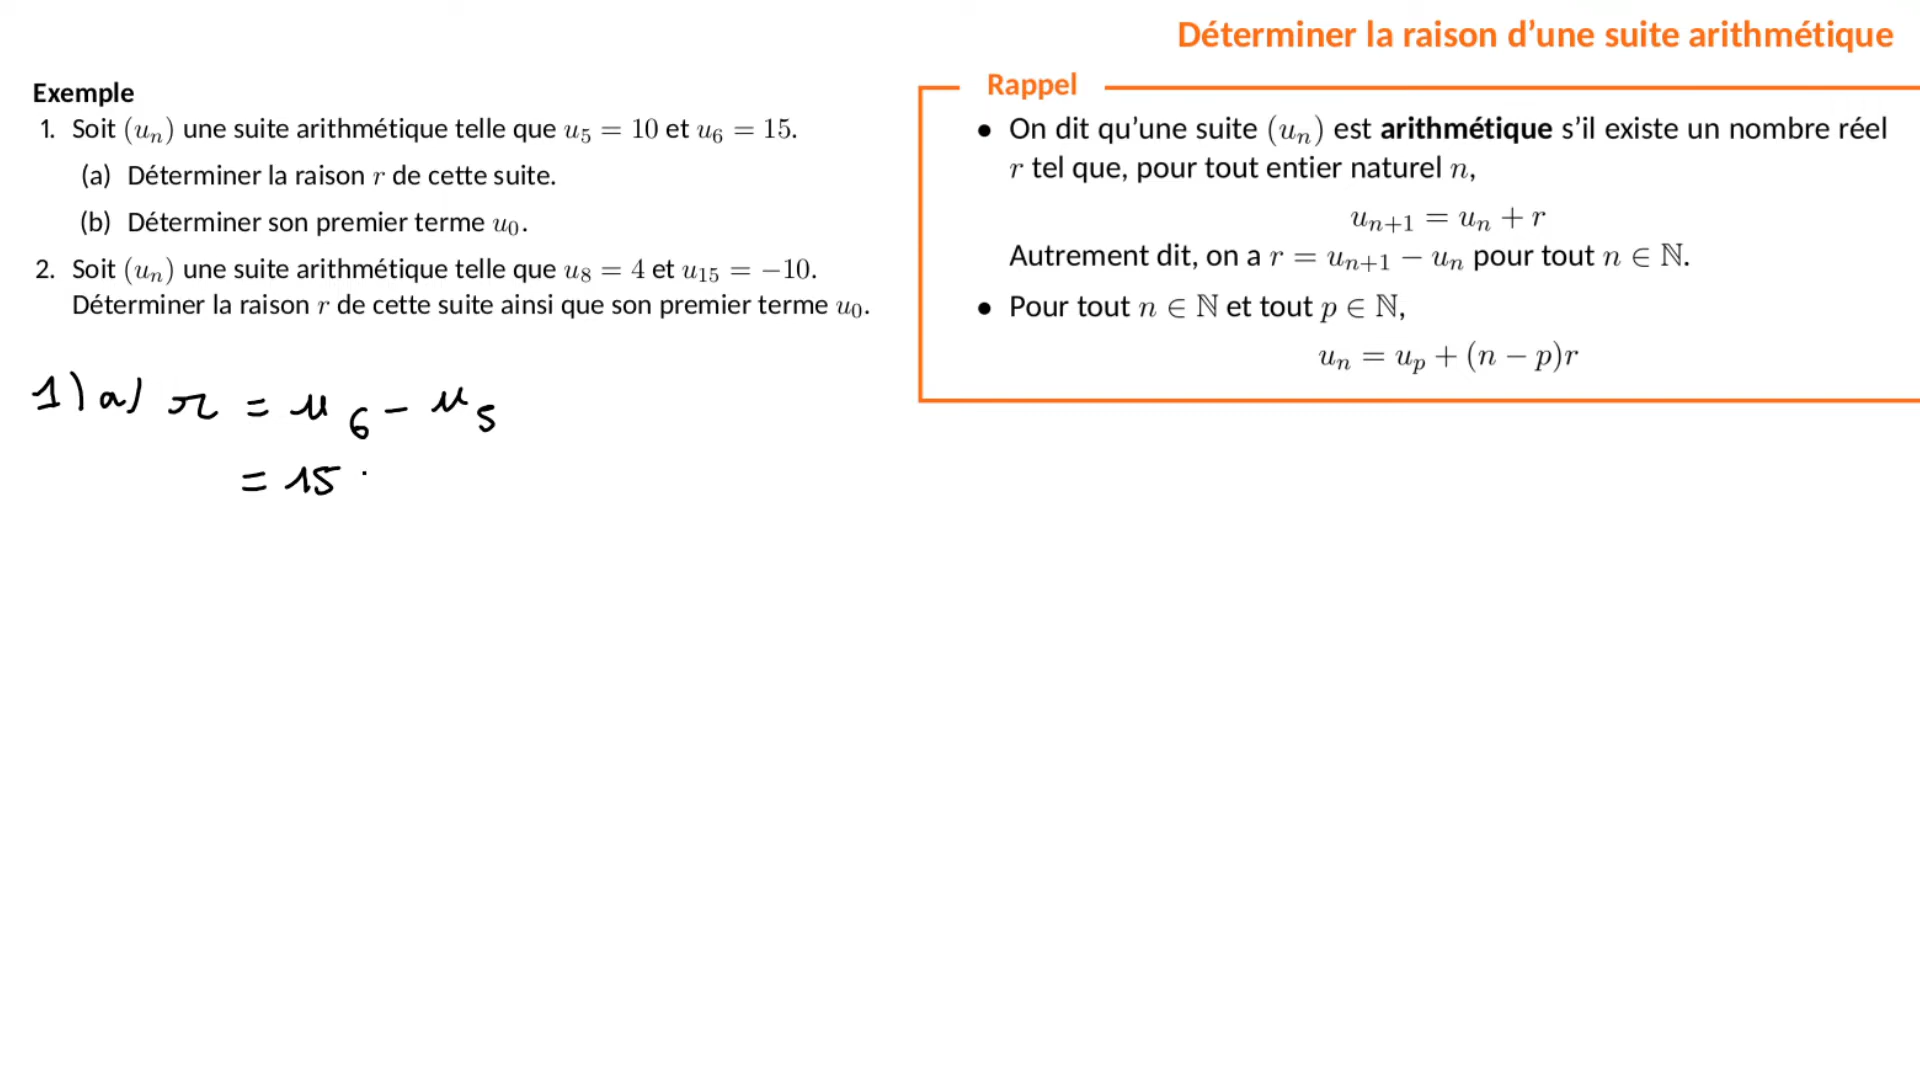 Déterminer la raison d’une suite arithmétique
Exemple
1. Soit (uₙ) une suite arithmétique telle que u₅ = 10 et u₆ = 15.
(a) Déterminer la raison r de cette suite.
(b) Déterminer son premier terme u₀.
2. Soit (uₙ) une suite arithmétique telle que u₈ = 4 et u₁₅ = −10.
Déterminer la raison r de cette suite ainsi que son premier terme u₀.
1) a) r = u₆ − u₅
= 15 ·
Rappel
• On dit qu’une suite (uₙ) est arithmétique s’il existe un nombre réel
r tel que, pour tout entier naturel n,
uₙ₊₁ = uₙ + r
Autrement dit, on a r = uₙ₊₁ − uₙ pour tout n ∈ ℕ.
• Pour tout n ∈ ℕ et tout p ∈ ℕ,
uₙ = uₚ + (n − p)r